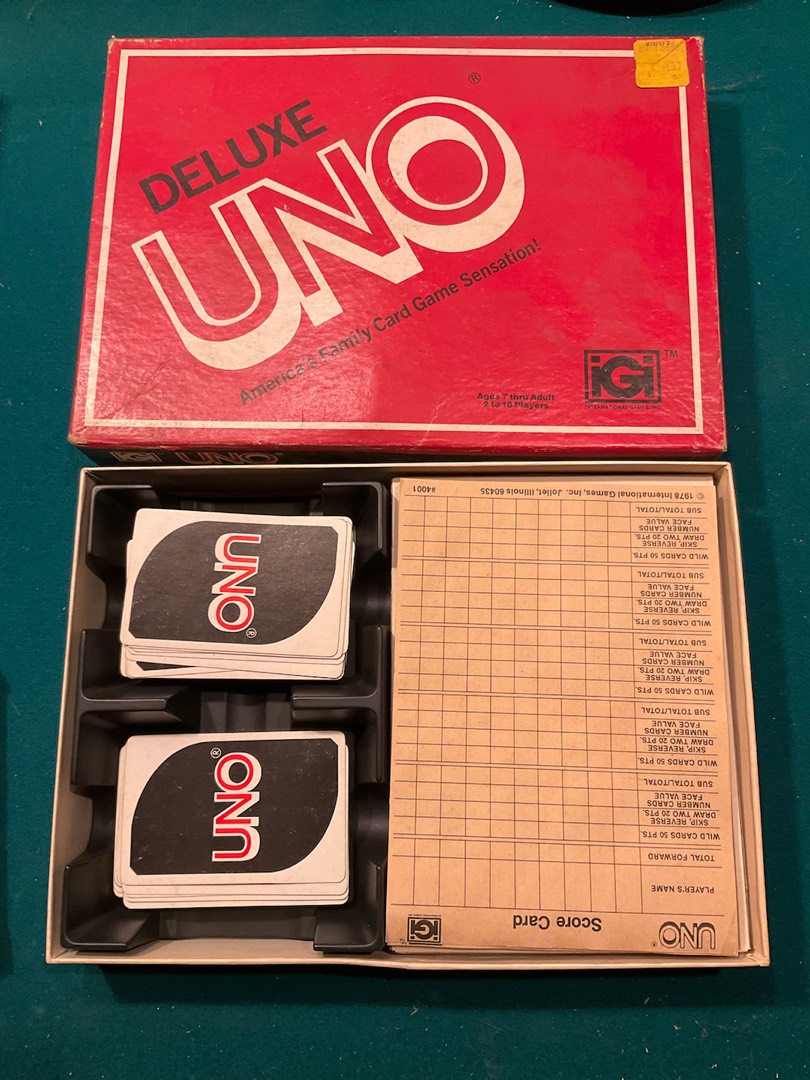 DELUXE
UNO®
America's Family Card Game Sensation!
Ages 7 thru Adult
2 to 10 Players
iGi™
INTERNATIONAL GAMES, INC.
iGi UNO®
UNO®
UNO®
UNO® Score Card iGi
PLAYER'S NAME
TOTAL FORWARD
WILD CARDS 50 PTS.
SKIP, REVERSE
DRAW TWO 20 PTS.
NUMBER CARDS
FACE VALUE
SUB TOTAL/TOTAL
WILD CARDS 50 PTS.
SKIP, REVERSE
DRAW TWO 20 PTS.
NUMBER CARDS
FACE VALUE
SUB TOTAL/TOTAL
WILD CARDS 50 PTS.
SKIP, REVERSE
DRAW TWO 20 PTS.
NUMBER CARDS
FACE VALUE
SUB TOTAL/TOTAL
WILD CARDS 50 PTS.
SKIP, REVERSE
DRAW TWO 20 PTS.
NUMBER CARDS
FACE VALUE
SUB TOTAL/TOTAL
WILD CARDS 50 PTS.
SKIP, REVERSE
DRAW TWO 20 PTS.
NUMBER CARDS
FACE VALUE
SUB TOTAL/TOTAL
© 1978 International Games, Inc. Joliet, Illinois 60435 #4001